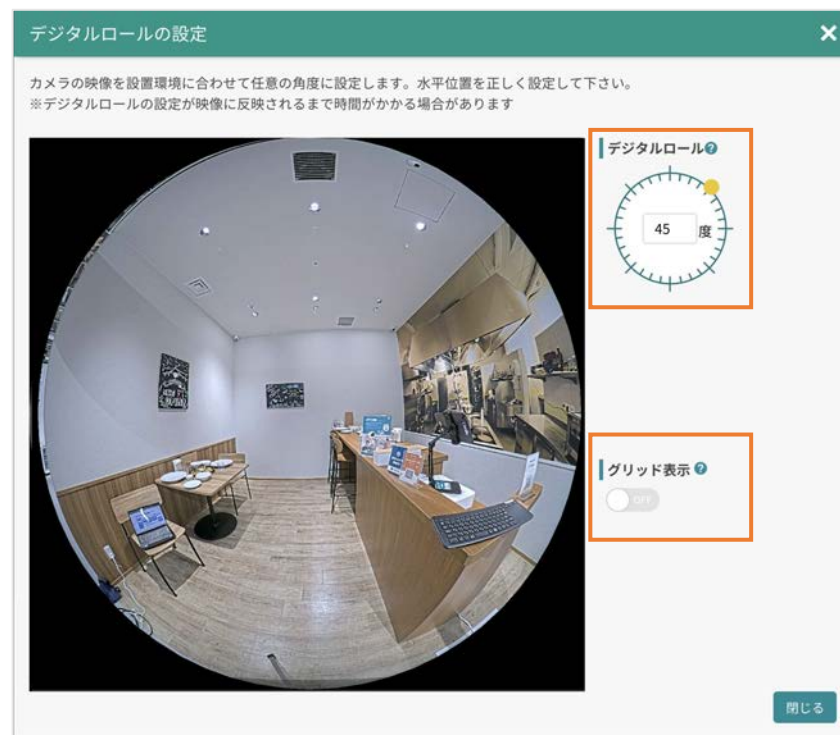 デジタルロールの設定
カメラの映像を設置環境に合わせて任意の角度に設定します。水平位置を正しく設定して下さい。
※デジタルロールの設定が映像に反映されるまで時間がかかる場合があります
デジタルロール
45 度
グリッド表示
OFF
閉じる